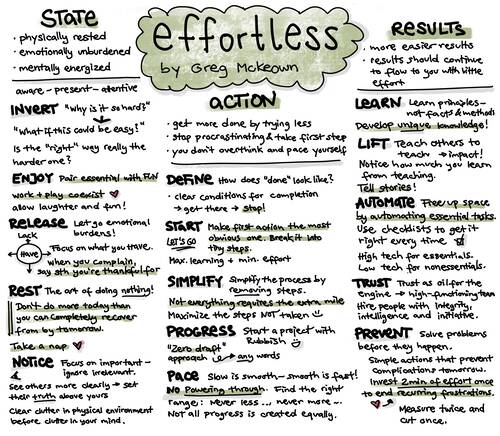 effortless
by Greg McKeown
STATE
· physically rested
· emotionally unburdened
· mentally energized
aware - present - attentive
INVERT "Why is it so hard?"
"What if this could be easy?"
Is the "right" way really the
harder one?
ENJOY Pair essential with FUN
work + play coexist
allow laughter and fun!
RELEASE Let go emotional
burdens!
Lack
Have
Focus on what you have.
when you complain,
say sth you're thankful for
REST The art of doing nothing!
Don't do more today than
you can completely recover
from by tomorrow.
Take a nap
NOTICE Focus on important -
ignore irrelevant.
See others more clearly → set
their truth above yours
Clear clutter in physical environment
before clutter in your mind.
ACTION
· get more done by trying less
· stop procrastinating & take first step
· you don't overthink and pace yourself
DEFINE How does "done" look like?
· clear conditions for completion
→ get there → stop!
START Make first action the most
obvious one. Break it into
tiny steps.
LET'S GO
Max. learning + min. effort
SIMPLIFY Simplify the process by
removing steps.
Not everything requires the extra mile
Maximize the steps NOT taken
PROGRESS Start a project with
Rubbish
"Zero draft"
approach → any words
PACE Slow is smooth - smooth is fast!
NO Powering through. Find the right
range: Never less... never more...
Not all progress is created equally.
RESULTS
· more easier results
· results should continue
to flow to you with little
effort
LEARN Learn principles -
not facts & methods
Develop unique knowledge!
LIFT Teach others to
teach → impact!
Notice how much you learn
from teaching.
Tell stories!
AUTOMATE Free up space
by automating essential tasks.
Use checklists to get it
right every time
High tech for essentials.
Low tech for nonessentials.
TRUST Trust as oil for the
engine → high-functioning team
Hire people with integrity,
intelligence and initiative.
PREVENT Solve problems
before they happen.
Simple actions that prevent
complications tomorrow.
Invest 2 min of effort once
to end recurring frustrations.
Measure twice and
cut once.